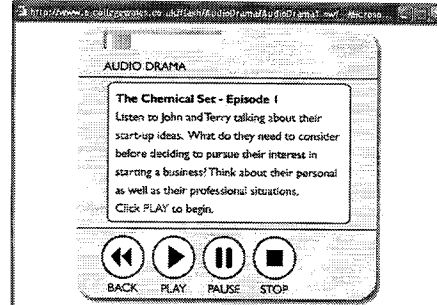 AUDIO DRAMA
The Chemical Set - Episode 1
Listen to John and Terry talking about their
start-up ideas. What do they need to consider
before deciding to pursue their interest in
starting a business? Think about their personal
as well as their professional situations.
Click PLAY to begin.
BACK PLAY PAUSE STOP